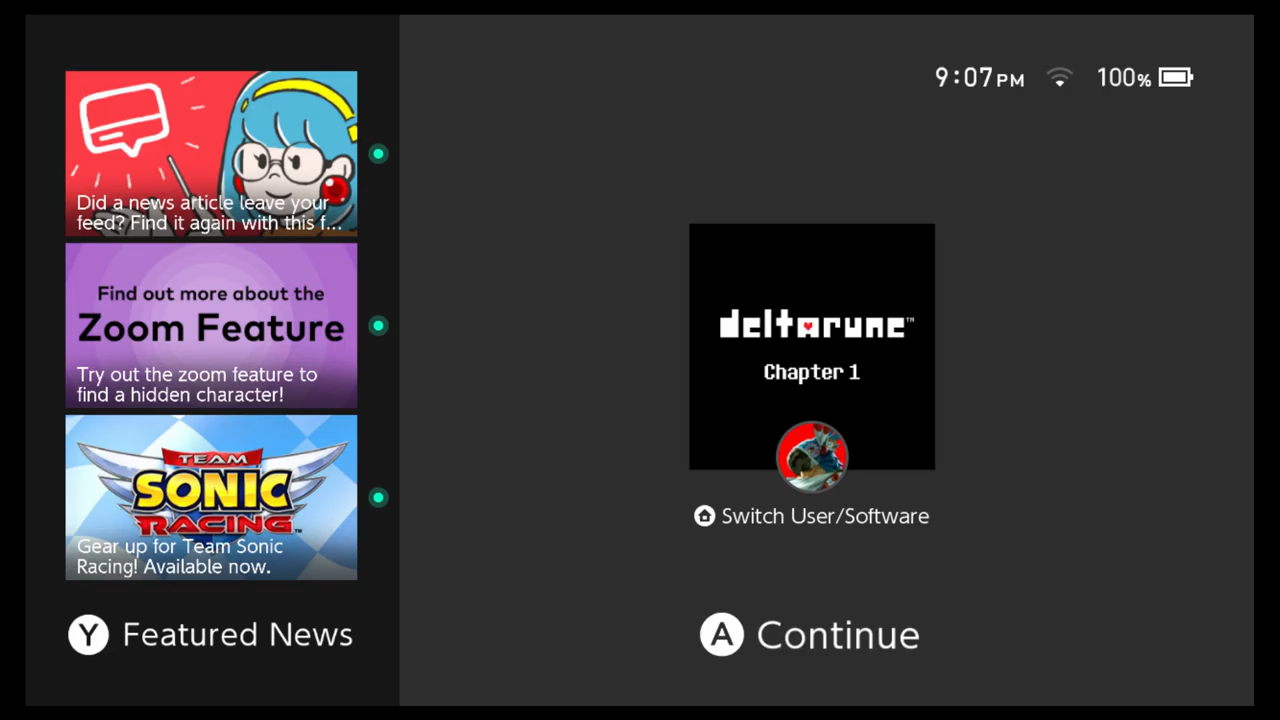 9:07PM 100%
Did a news article leave your
feed? Find it again with this f...
Find out more about the
Zoom Feature
Try out the zoom feature to
find a hidden character!
TEAM
SONIC
RACING™
Gear up for Team Sonic
Racing! Available now.
Y Featured News
deltarune™
Chapter 1
Switch User/Software
A Continue